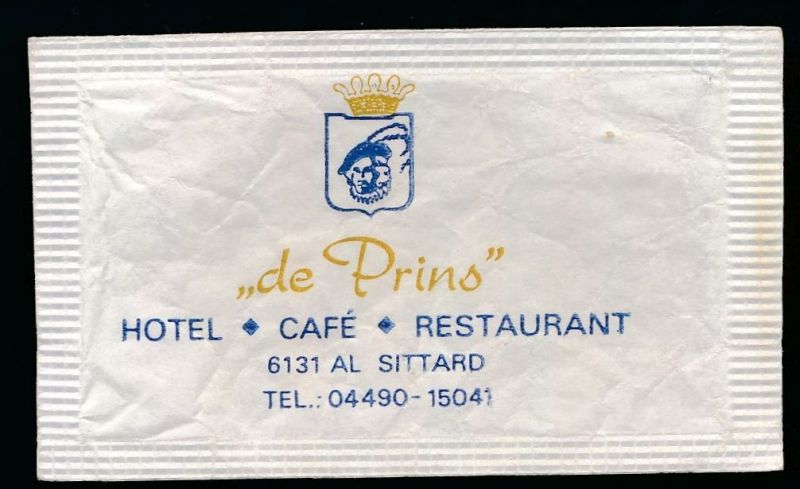 „de Prins”
HOTEL ◆ CAFÉ ◆ RESTAURANT
6131 AL SITTARD
TEL.: 04490-15041